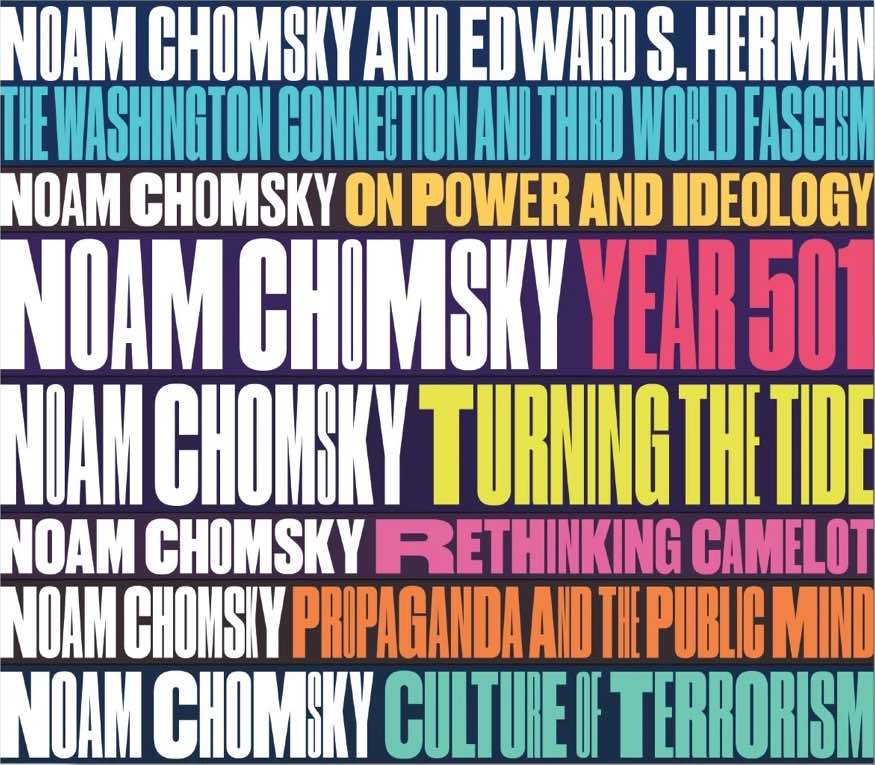 NOAM CHOMSKY AND EDWARD S. HERMAN
THE WASHINGTON CONNECTION AND THIRD WORLD FASCISM
NOAM CHOMSKY ON POWER AND IDEOLOGY
NOAM CHOMSKY YEAR 501
NOAM CHOMSKY TURNING THE TIDE
NOAM CHOMSKY RETHINKING CAMELOT
NOAM CHOMSKY PROPAGANDA AND THE PUBLIC MIND
NOAM CHOMSKY CULTURE OF TERRORISM